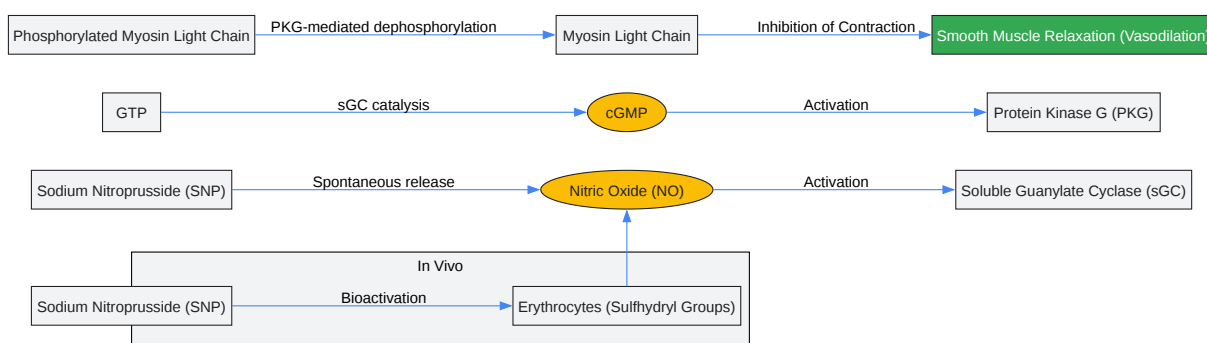 Phosphorylated Myosin Light Chain
PKG-mediated dephosphorylation
Myosin Light Chain
Inhibition of Contraction
Smooth Muscle Relaxation (Vasodilation)
GTP
sGC catalysis
cGMP
Activation
Protein Kinase G (PKG)
Sodium Nitroprusside (SNP)
Spontaneous release
Nitric Oxide (NO)
Activation
Soluble Guanylate Cyclase (sGC)
In Vivo
Sodium Nitroprusside (SNP)
Bioactivation
Erythrocytes (Sulfhydryl Groups)